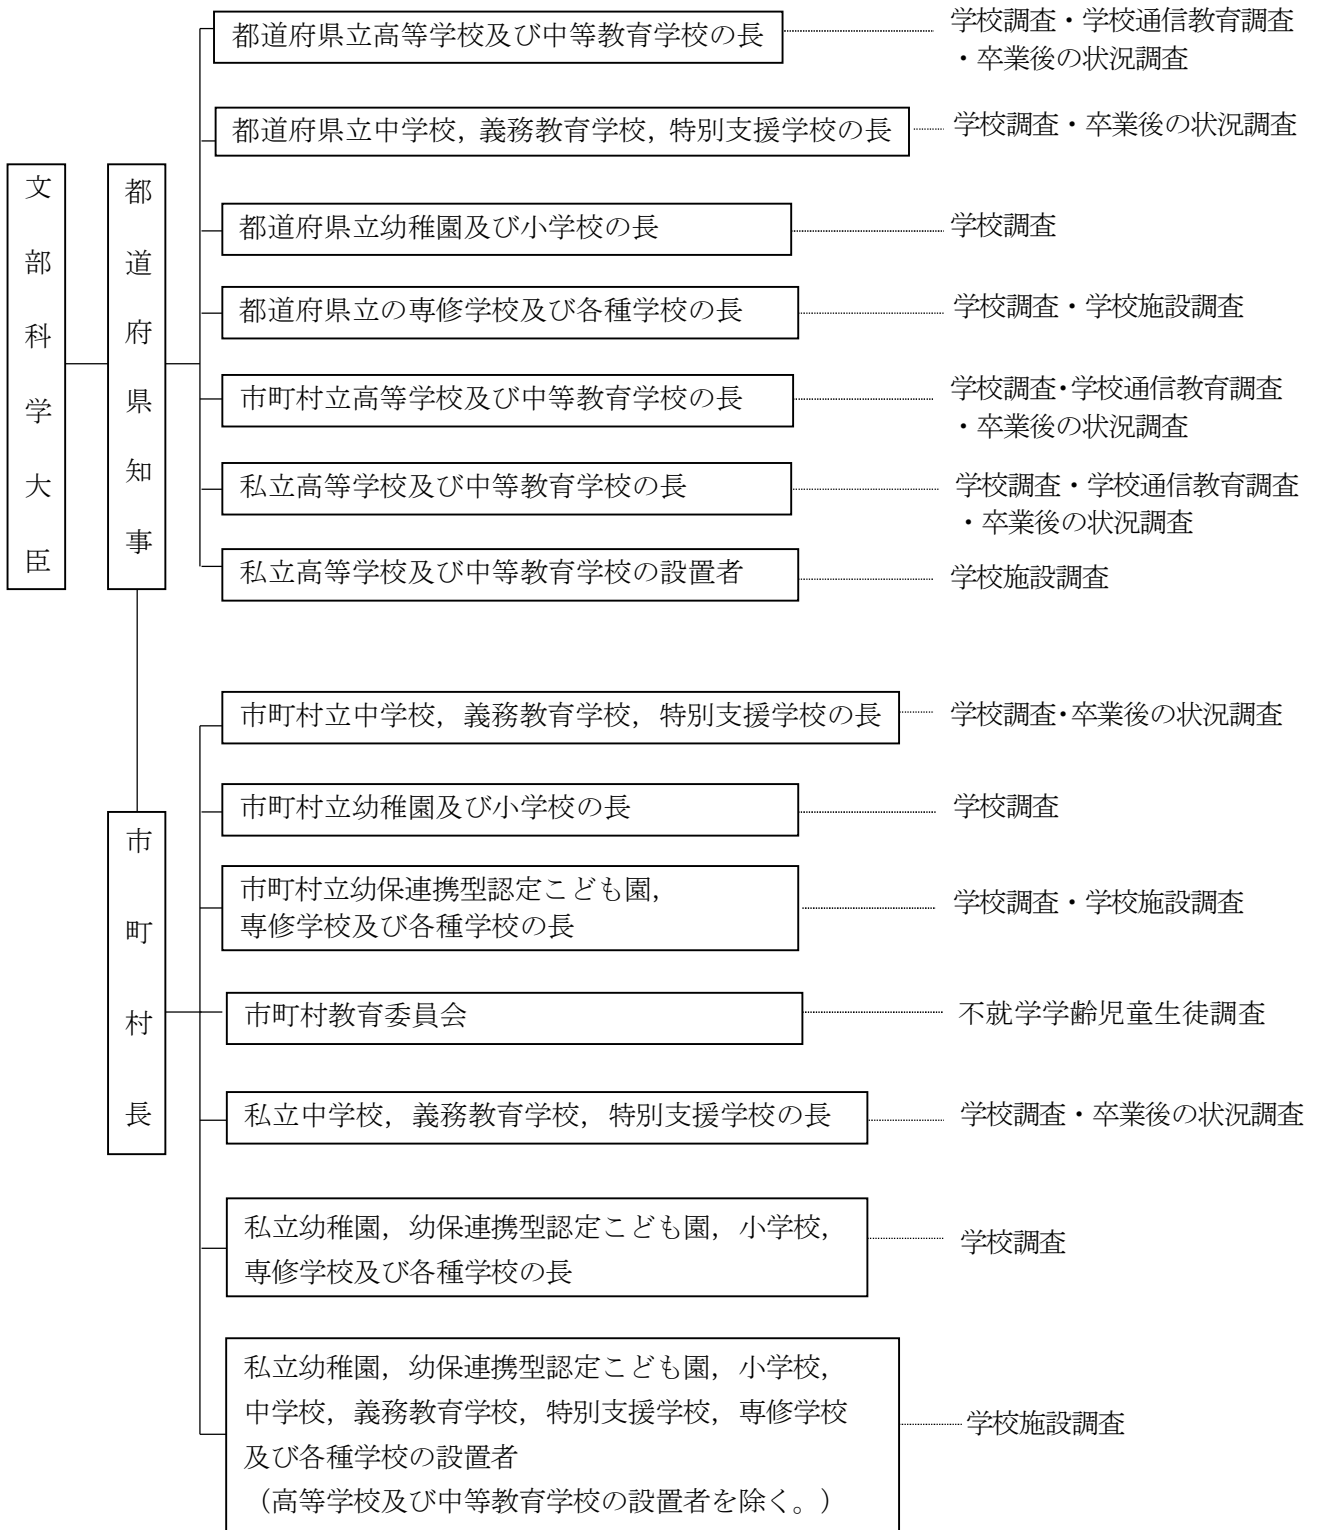 文部科学大臣
都道府県知事
都道府県立高等学校及び中等教育学校の長
学校調査・学校通信教育調査
・卒業後の状況調査
都道府県立中学校，義務教育学校，特別支援学校の長
学校調査・卒業後の状況調査
都道府県立幼稚園及び小学校の長
学校調査
都道府県立の専修学校及び各種学校の長
学校調査・学校施設調査
市町村立高等学校及び中等教育学校の長
学校調査・学校通信教育調査
・卒業後の状況調査
私立高等学校及び中等教育学校の長
学校調査・学校通信教育調査
・卒業後の状況調査
私立高等学校及び中等教育学校の設置者
学校施設調査
市町村長
市町村立中学校，義務教育学校，特別支援学校の長
学校調査・卒業後の状況調査
市町村立幼稚園及び小学校の長
学校調査
市町村立幼保連携型認定こども園，
専修学校及び各種学校の長
学校調査・学校施設調査
市町村教育委員会
不就学学齢児童生徒調査
私立中学校，義務教育学校，特別支援学校の長
学校調査・卒業後の状況調査
私立幼稚園，幼保連携型認定こども園，小学校，
専修学校及び各種学校の長
学校調査
私立幼稚園，幼保連携型認定こども園，小学校，
中学校，義務教育学校，特別支援学校，専修学校
及び各種学校の設置者
（高等学校及び中等教育学校の設置者を除く。）
学校施設調査